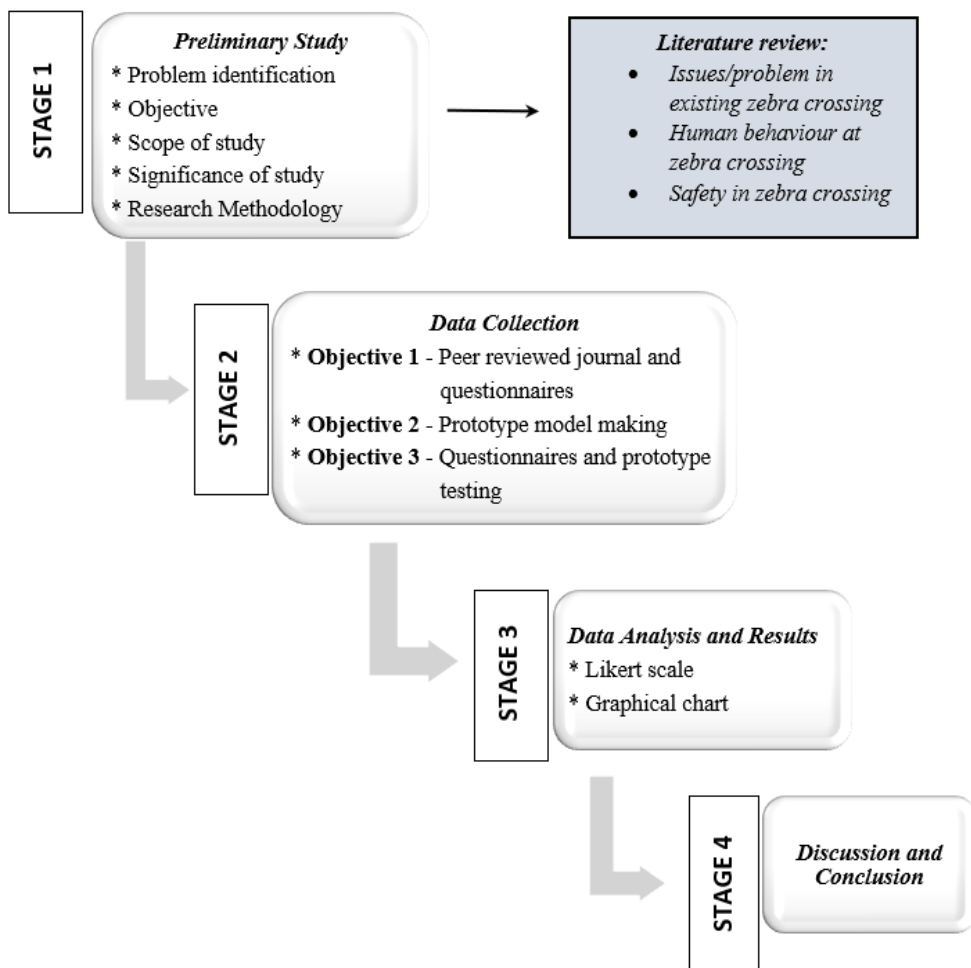 STAGE 1
Preliminary Study
* Problem identification
* Objective
* Scope of study
* Significance of study
* Research Methodology
Literature review:
• Issues/problem in
existing zebra crossing
• Human behaviour at
zebra crossing
• Safety in zebra crossing
STAGE 2
Data Collection
* Objective 1 - Peer reviewed journal and
questionnaires
* Objective 2 - Prototype model making
* Objective 3 - Questionnaires and prototype
testing
STAGE 3
Data Analysis and Results
* Likert scale
* Graphical chart
STAGE 4
Discussion and
Conclusion